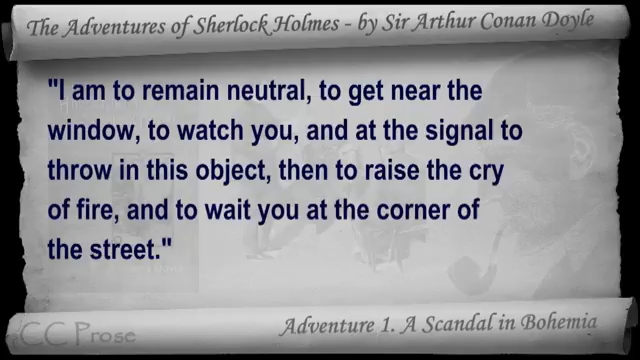 The Adventures of Sherlock Holmes - by Sir Arthur Conan Doyle
"I am to remain neutral, to get near the
window, to watch you, and at the signal to
throw in this object, then to raise the cry
of fire, and to wait you at the corner of
the street."
Adventure 1. A Scandal in Bohemia
CC Prose